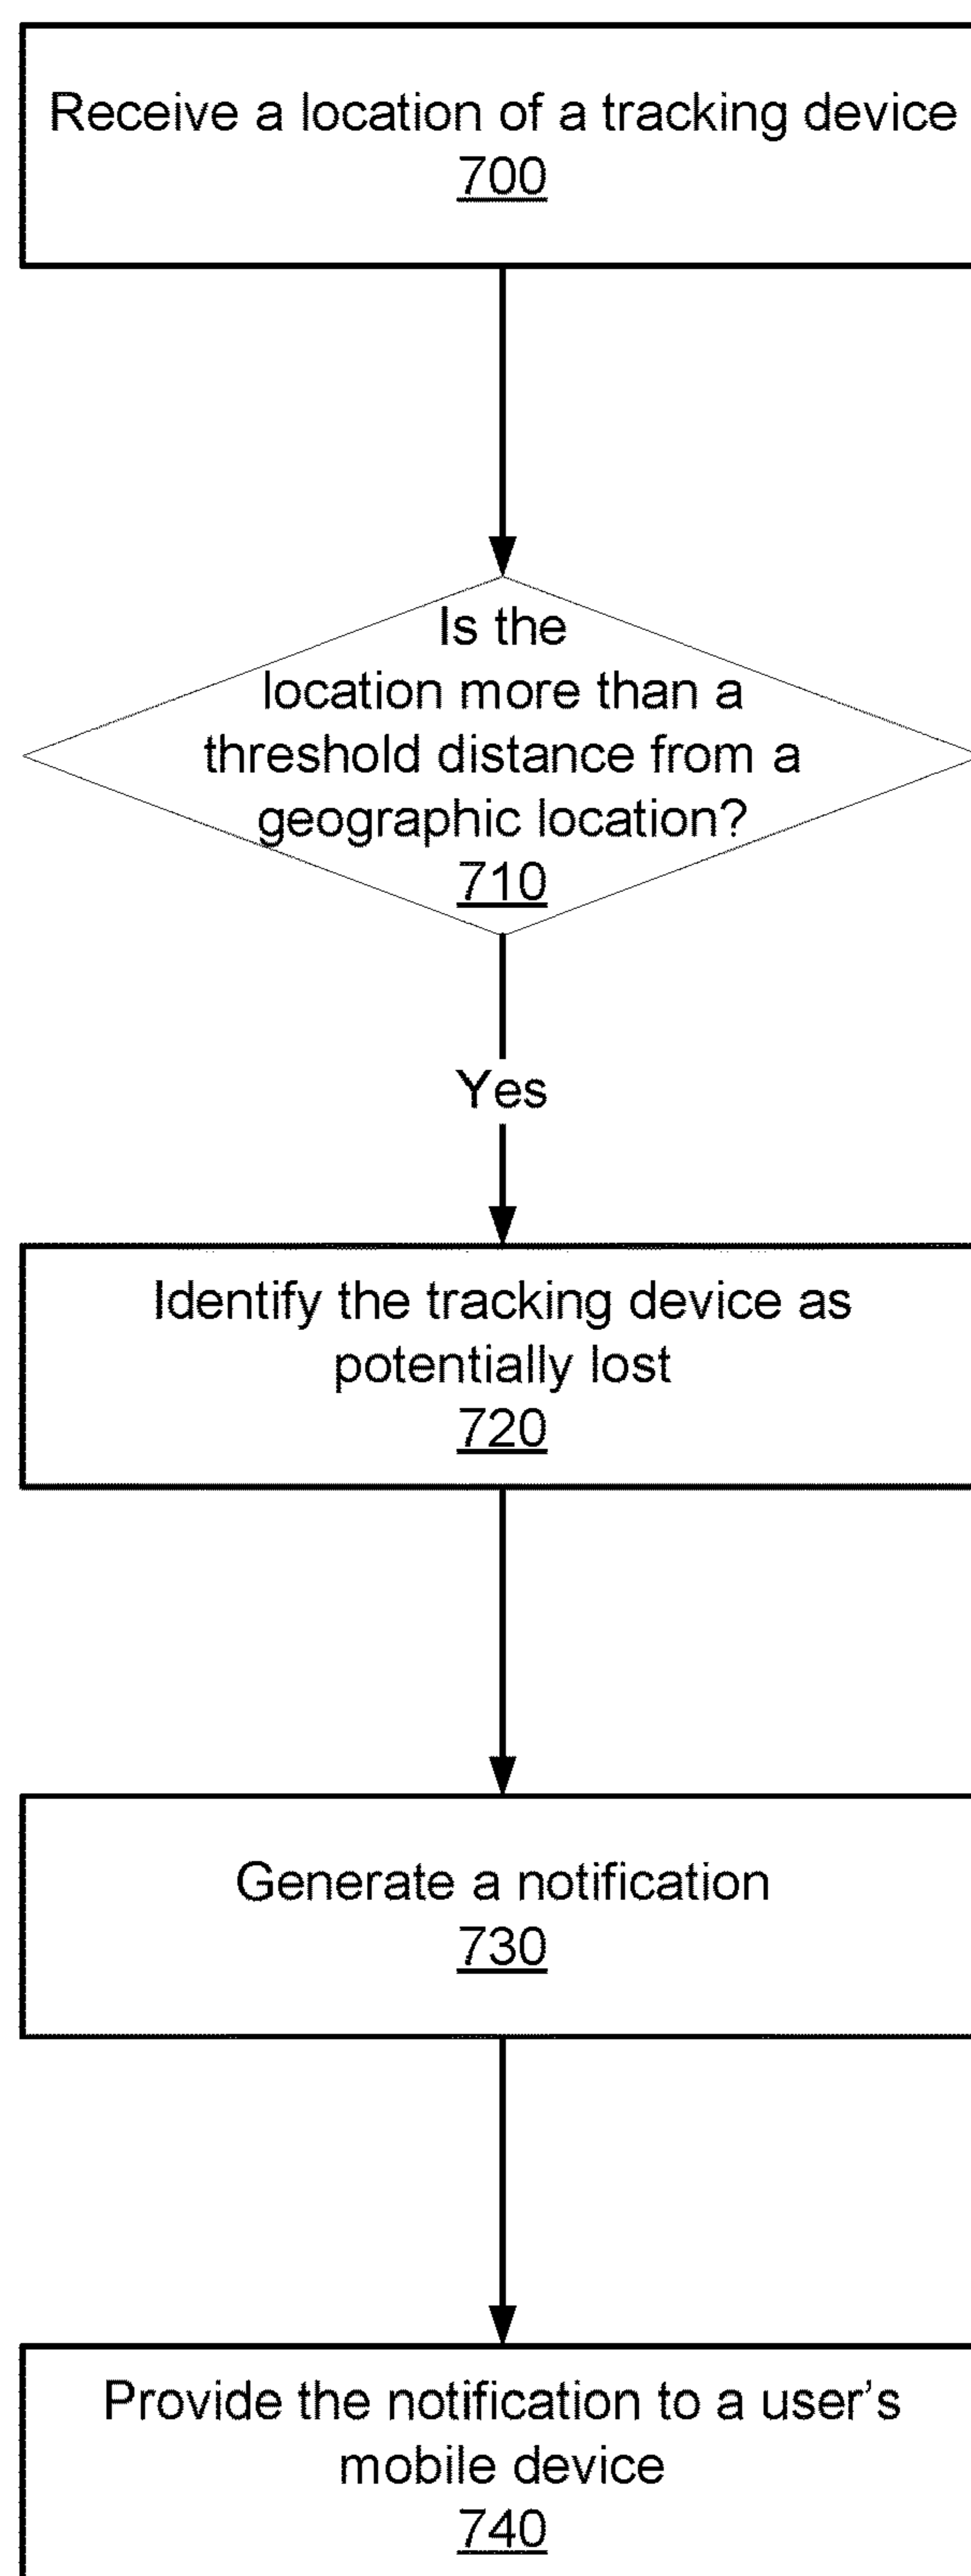 Receive a location of a tracking device
700
Is the
location more than a
threshold distance from a
geographic location?
710
Yes
Identify the tracking device as
potentially lost
720
Generate a notification
730
Provide the notification to a user’s
mobile device
740